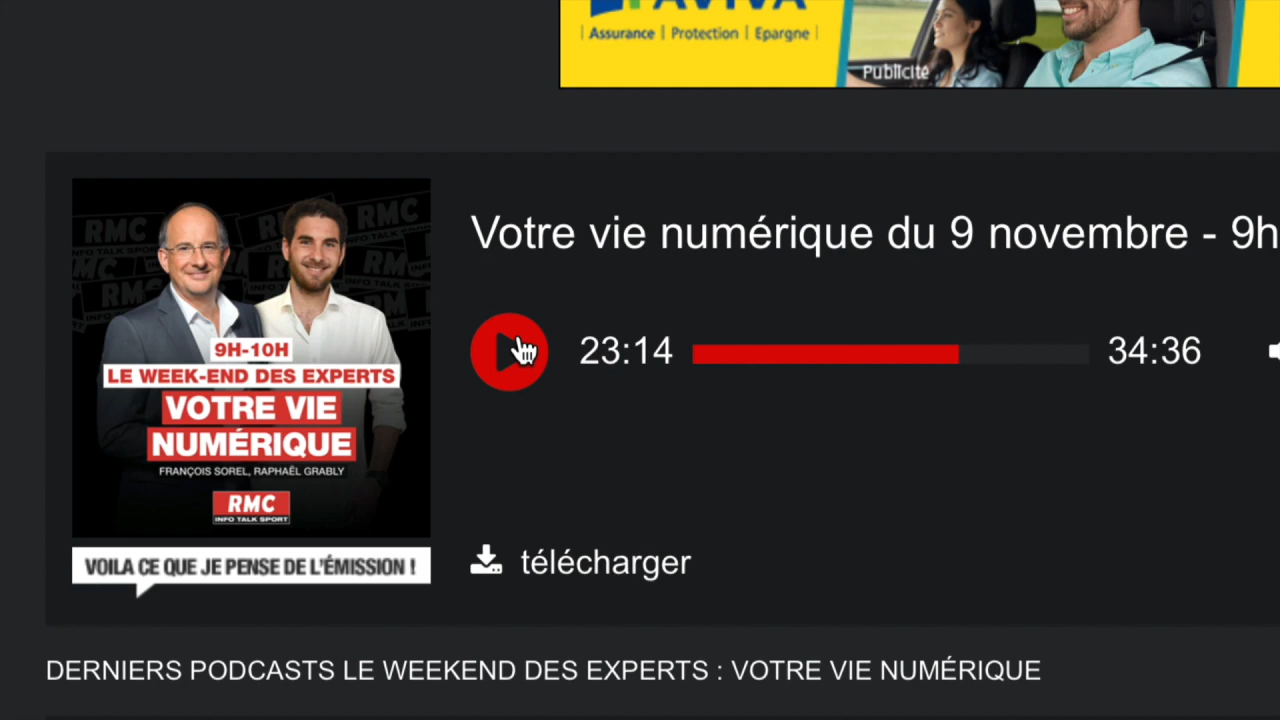 AVIVA
| Assurance | Protection | Epargne |
Publicité
Votre vie numérique du 9 novembre - 9h
23:14
34:36
RMC
9H-10H
LE WEEK-END DES EXPERTS
VOTRE VIE
NUMÉRIQUE
FRANÇOIS SOREL, RAPHAËL GRABLY
RMC
INFO TALK SPORT
VOILA CE QUE JE PENSE DE L'ÉMISSION !
télécharger
DERNIERS PODCASTS LE WEEKEND DES EXPERTS : VOTRE VIE NUMÉRIQUE